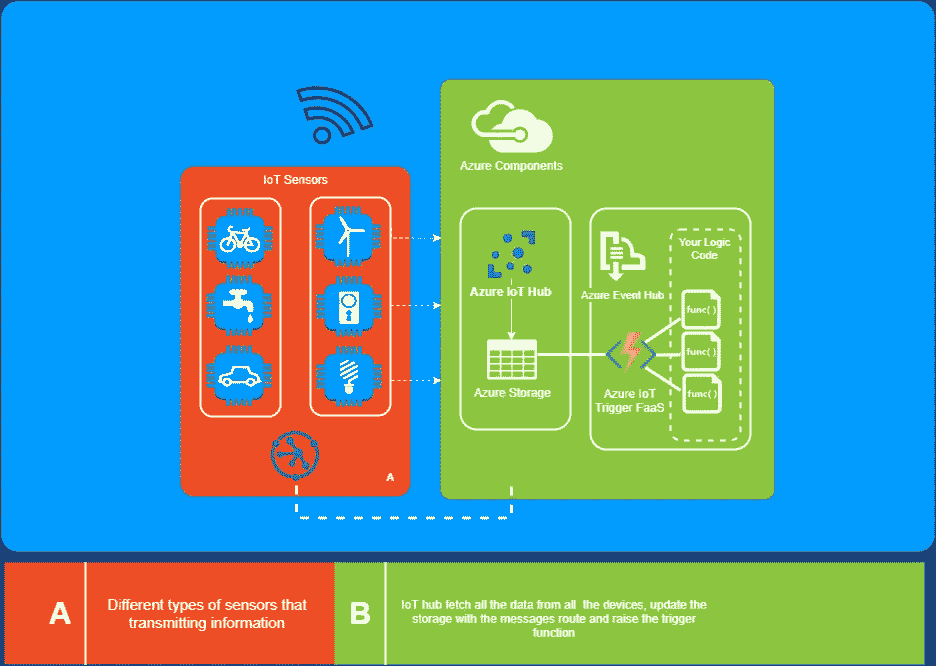 IoT Sensors
A
Azure Components
Azure IoT Hub
Azure Storage
Azure Event Hub
Azure IoT
Trigger FaaS
Your Logic
Code
func( )
func( )
func( )
A
Different types of sensors that
transmitting information
B
IoT hub fetch all the data from all the devices, update the
storage with the messages route and raise the trigger
function